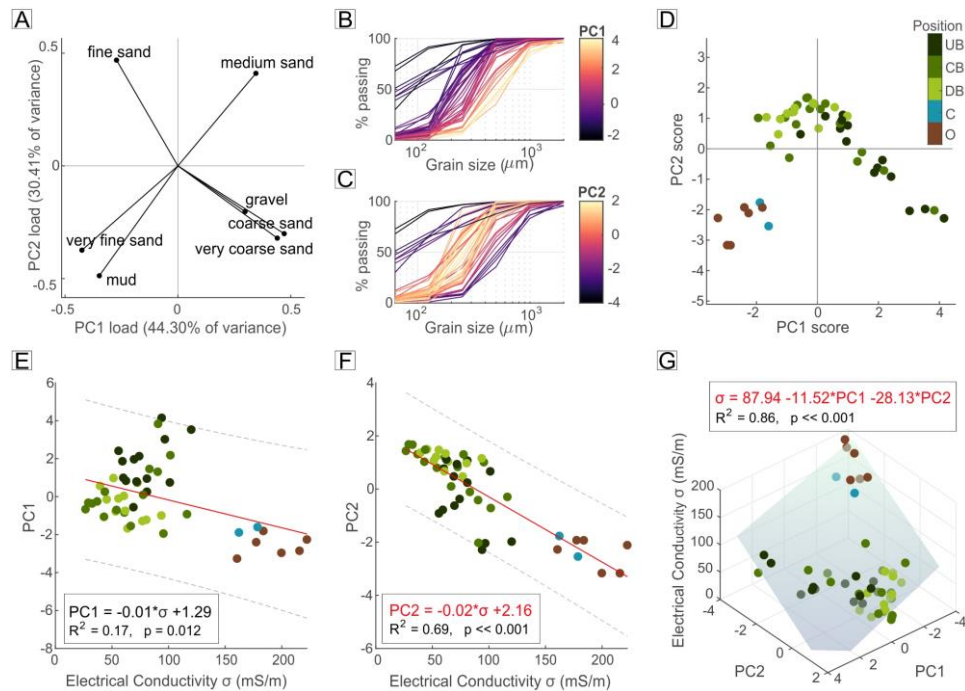 A
0.5
fine sand
medium sand
0
gravel
coarse sand
very fine sand
very coarse sand
mud
-0.5
-0.5
0
0.5
PC2 load (30.41% of variance)
PC1 load (44.30% of variance)
B
100
50
0
% passing
10²
10³
Grain size (μm)
PC1
4
2
0
-2
C
100
50
0
% passing
10²
10³
Grain size (μm)
PC2
4
2
0
-2
-4
D
Position
UB
CB
DB
C
O
4
3
2
1
0
-1
-2
-3
-4
-5
PC2 score
-2
0
2
4
PC1 score
E
6
4
2
0
-2
-4
-6
-8
PC1
PC1 = -0.01*σ +1.29
R² = 0.17, p = 0.012
0
50
100
150
200
Electrical Conductivity σ (mS/m)
F
4
2
0
-2
-4
-6
PC2
PC2 = -0.02*σ +2.16
R² = 0.69, p << 0.001
0
50
100
150
200
Electrical Conductivity σ (mS/m)
G
σ = 87.94 -11.52*PC1 -28.13*PC2
R² = 0.86, p << 0.001
200
150
100
50
0
Electrical Conductivity σ (mS/m)
-4
-2
0
2
PC2
4
2
0
-2
-4
PC1